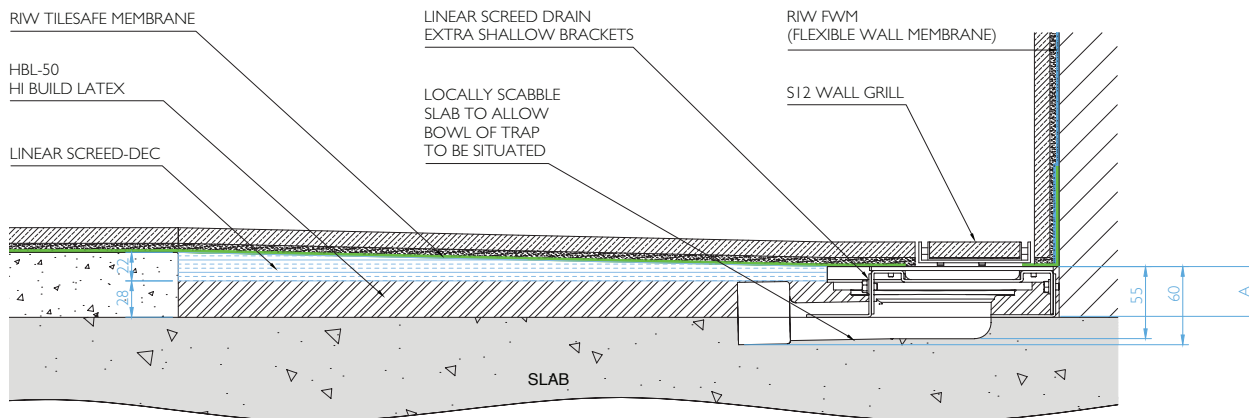 RIW TILESAFE MEMBRANE
HBL-50
HI BUILD LATEX
LINEAR SCREED-DEC
LINEAR SCREED DRAIN
EXTRA SHALLOW BRACKETS
LOCALLY SCABBLE
SLAB TO ALLOW
BOWL OF TRAP
TO BE SITUATED
RIW FWM
(FLEXIBLE WALL MEMBRANE)
S12 WALL GRILL
22
28
55
60
A
SLAB